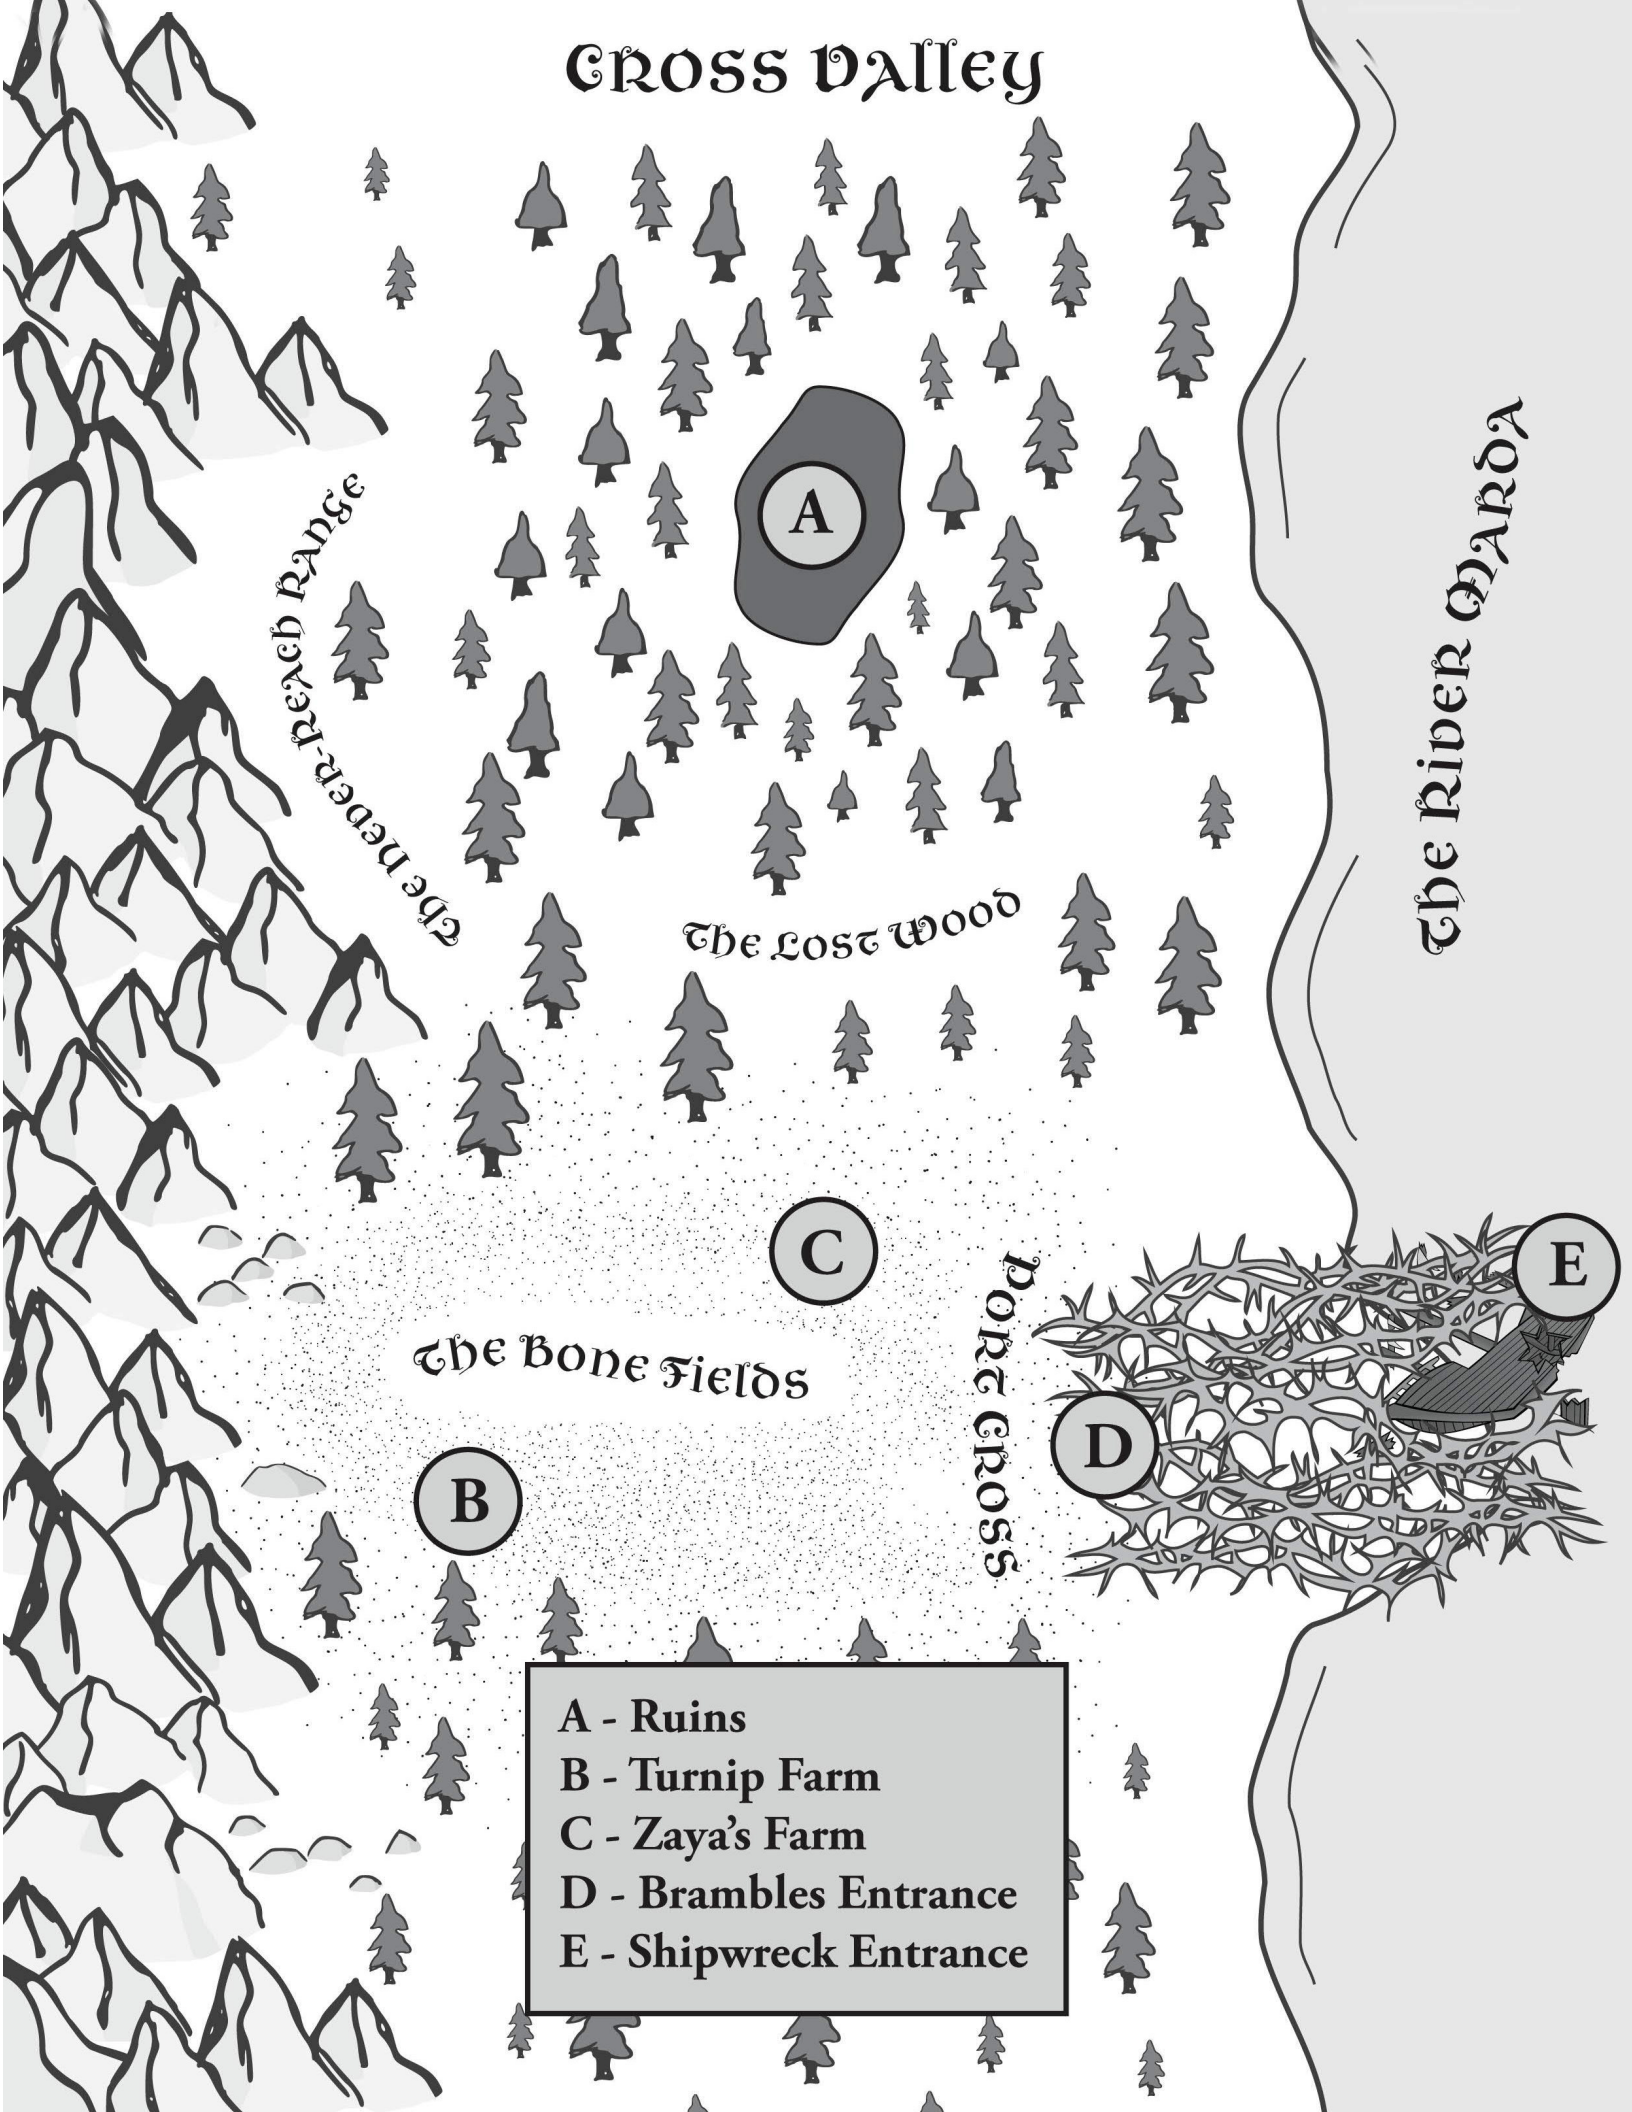 Cross Valley
A
The Never-Reach Range
The River Marda
The Lost Wood
C
E
The Bone Fields
Port Cross
D
B
A - Ruins
B - Turnip Farm
C - Zaya’s Farm
D - Brambles Entrance
E - Shipwreck Entrance